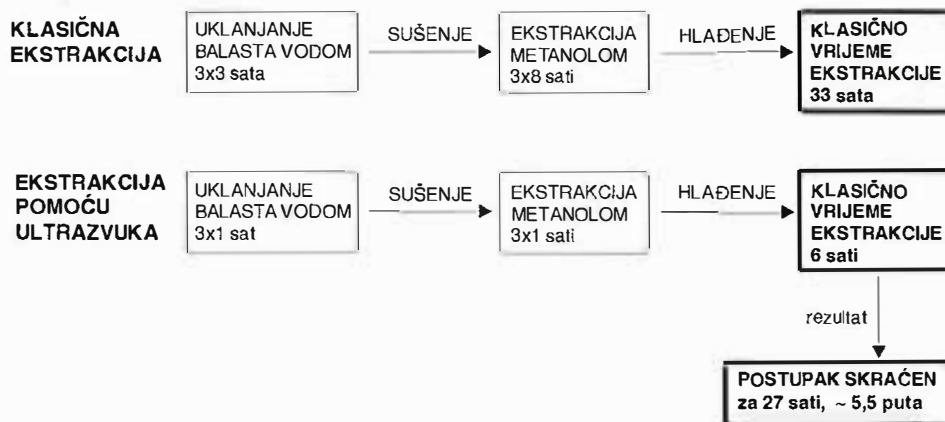 KLASIČNA
EKSTRAKCIJA
UKLANJANJE
BALASTA VODOM
3x3 sata
SUŠENJE
EKSTRAKCIJA
METANOLOM
3x8 sati
HLAĐENJE
KLASIČNO
VRIJEME
EKSTRAKCIJE
33 sata
EKSTRAKCIJA
POMOĆU
ULTRAZVUKA
UKLANJANJE
BALASTA VODOM
3x1 sat
SUŠENJE
EKSTRAKCIJA
METANOLOM
3x1 sati
HLAĐENJE
KLASIČNO
VRIJEME
EKSTRAKCIJE
6 sati
rezultat
POSTUPAK SKRAĆEN
za 27 sati, ~ 5,5 puta